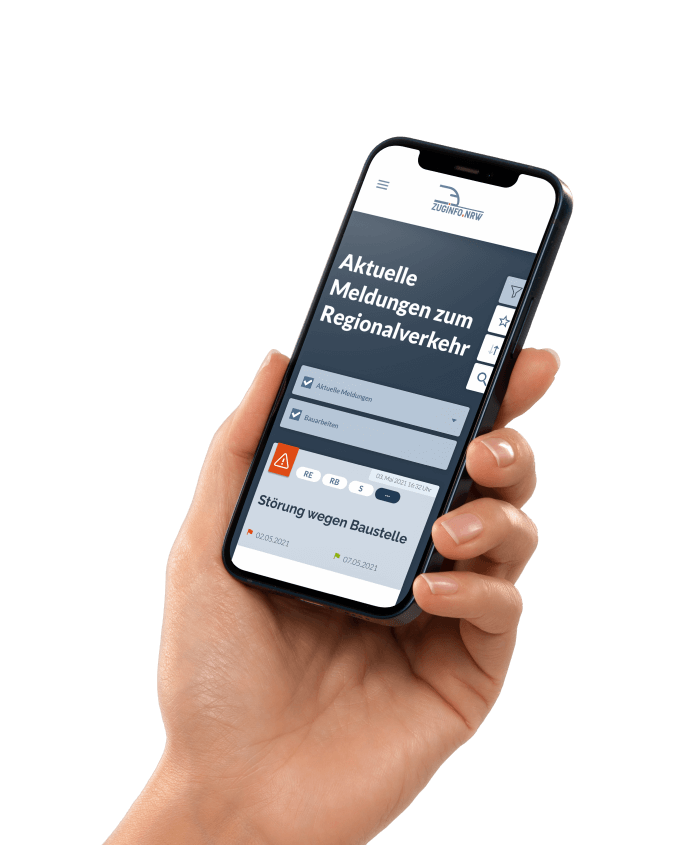 ZUGINFO.NRW
Aktuelle
Meldungen zum
Regionalverkehr
Aktuelle Meldungen
Bauarbeiten
03. Mai 2021 16:32 Uhr
RE RB S ...
Störung wegen Baustelle
02.05.2021 07.05.2021